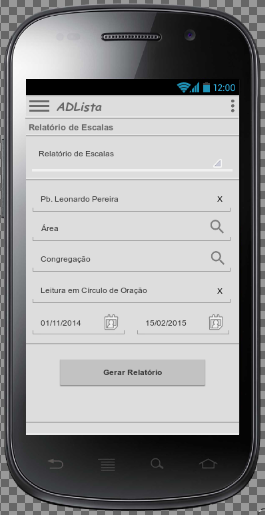 12:00
ADLista
Relatório de Escalas
Relatório de Escalas
Pb. Leonardo Pereira X
Área
Congregação
Leitura em Círculo de Oração X
01/11/2014 15/02/2015
Gerar Relatório